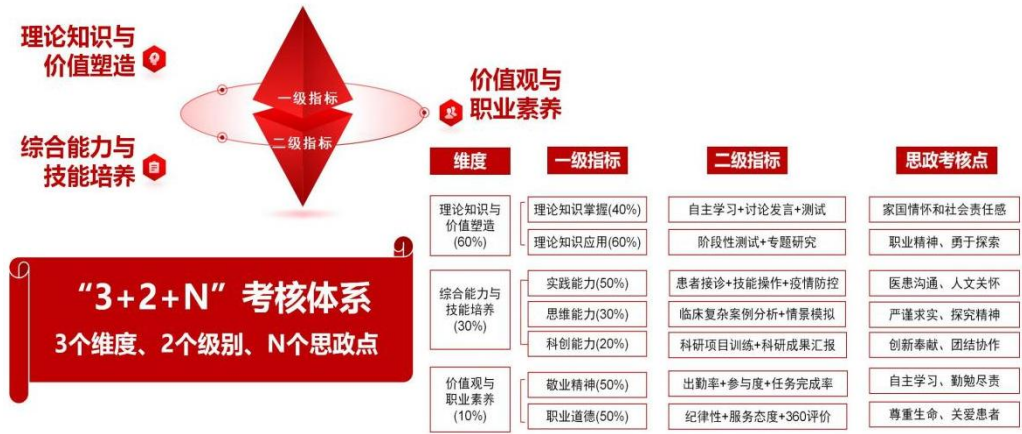 理论知识与
价值塑造
一级指标
二级指标
价值观与
职业素养
综合能力与
技能培养
“3+2+N”考核体系
3个维度、2个级别、N个思政点
维度 一级指标 二级指标 思政考核点
理论知识与
价值塑造
(60%)
理论知识掌握(40%) 自主学习+讨论发言+测试 家国情怀和社会责任感
理论知识应用(60%) 阶段性测试+专题研究 职业精神、勇于探索
综合能力与
技能培养
(30%)
实践能力(50%) 患者接诊+技能操作+疫情防控 医患沟通、人文关怀
思维能力(30%) 临床复杂案例分析+情景模拟 严谨求实、探究精神
科创能力(20%) 科研项目训练+科研成果汇报 创新奉献、团结协作
价值观与
职业素养
(10%)
敬业精神(50%) 出勤率+参与度+任务完成率 自主学习、勤勉尽责
职业道德(50%) 纪律性+服务态度+360评价 尊重生命、关爱患者